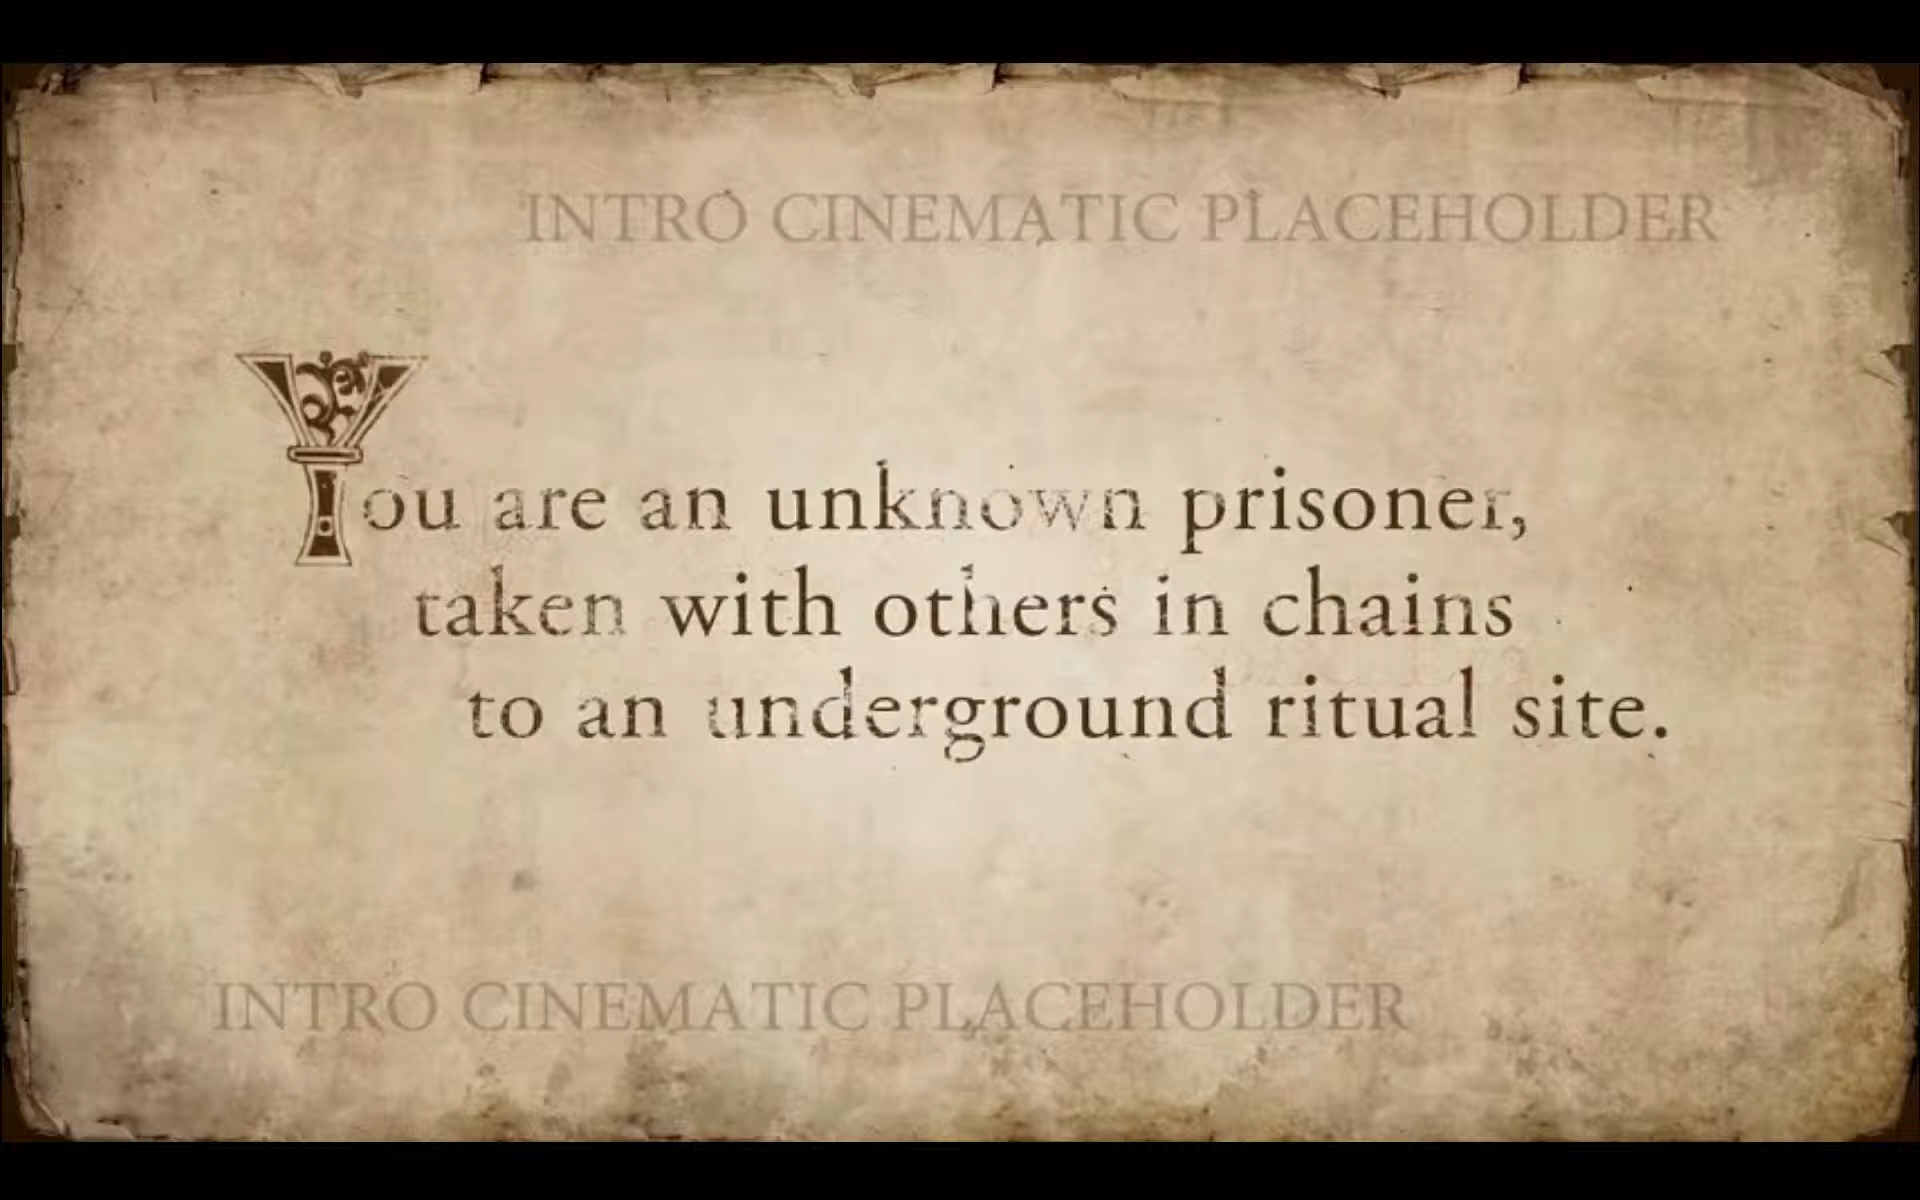 INTRO CINEMATIC PLACEHOLDER
You are an unknown prisoner,
taken with others in chains
to an underground ritual site.
INTRO CINEMATIC PLACEHOLDER